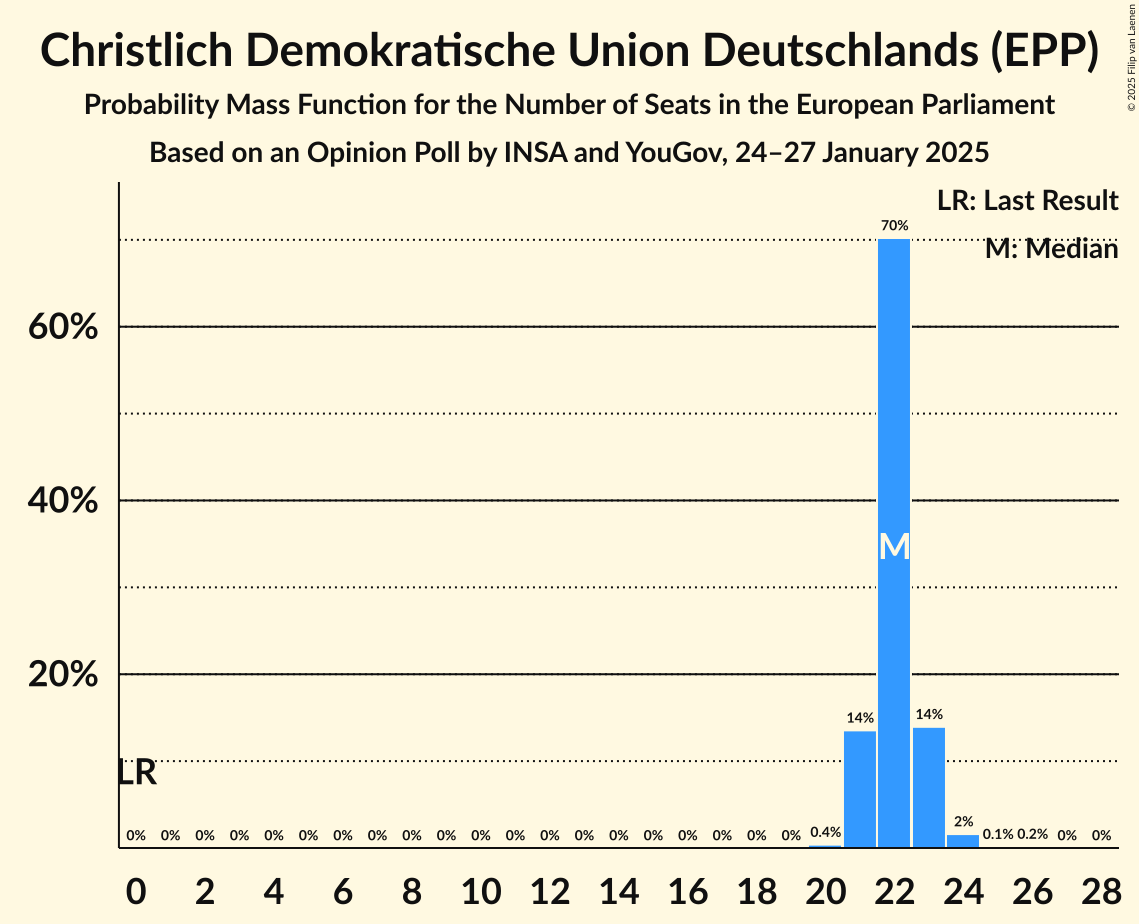 Christlich Demokratische Union Deutschlands (EPP)
Probability Mass Function for the Number of Seats in the European Parliament
Based on an Opinion Poll by INSA and YouGov, 24–27 January 2025
© 2025 Filip van Laenen
LR: Last Result
M: Median
70%
60%
40%
M
20%
14% 14%
LR
0% 0% 0% 0% 0% 0% 0% 0% 0% 0% 0% 0% 0% 0% 0% 0% 0% 0% 0% 0% 0.4% 2% 0.1% 0.2% 0% 0%
0 2 4 6 8 10 12 14 16 18 20 22 24 26 28